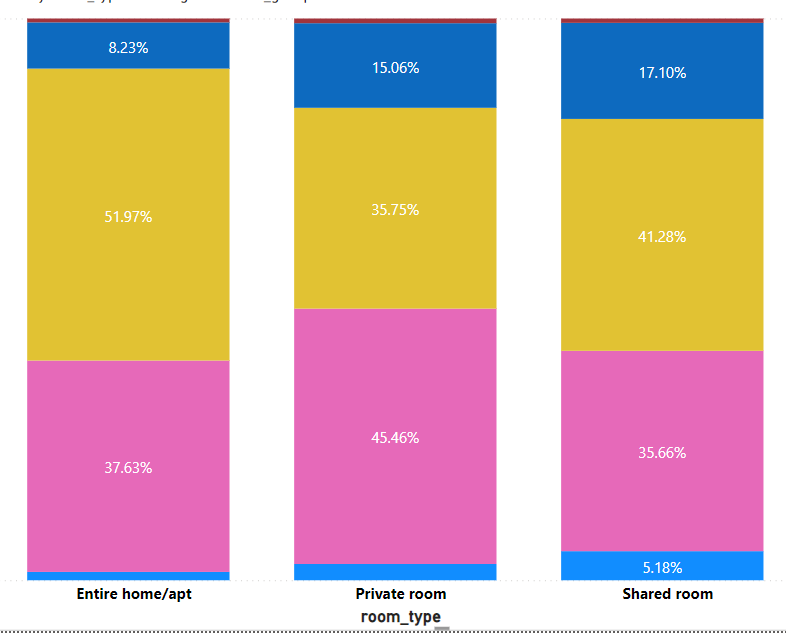 8.23% 15.06% 17.10%
51.97% 35.75% 41.28%
37.63% 45.46% 35.66%
5.18%
Entire home/apt Private room Shared room
room_type